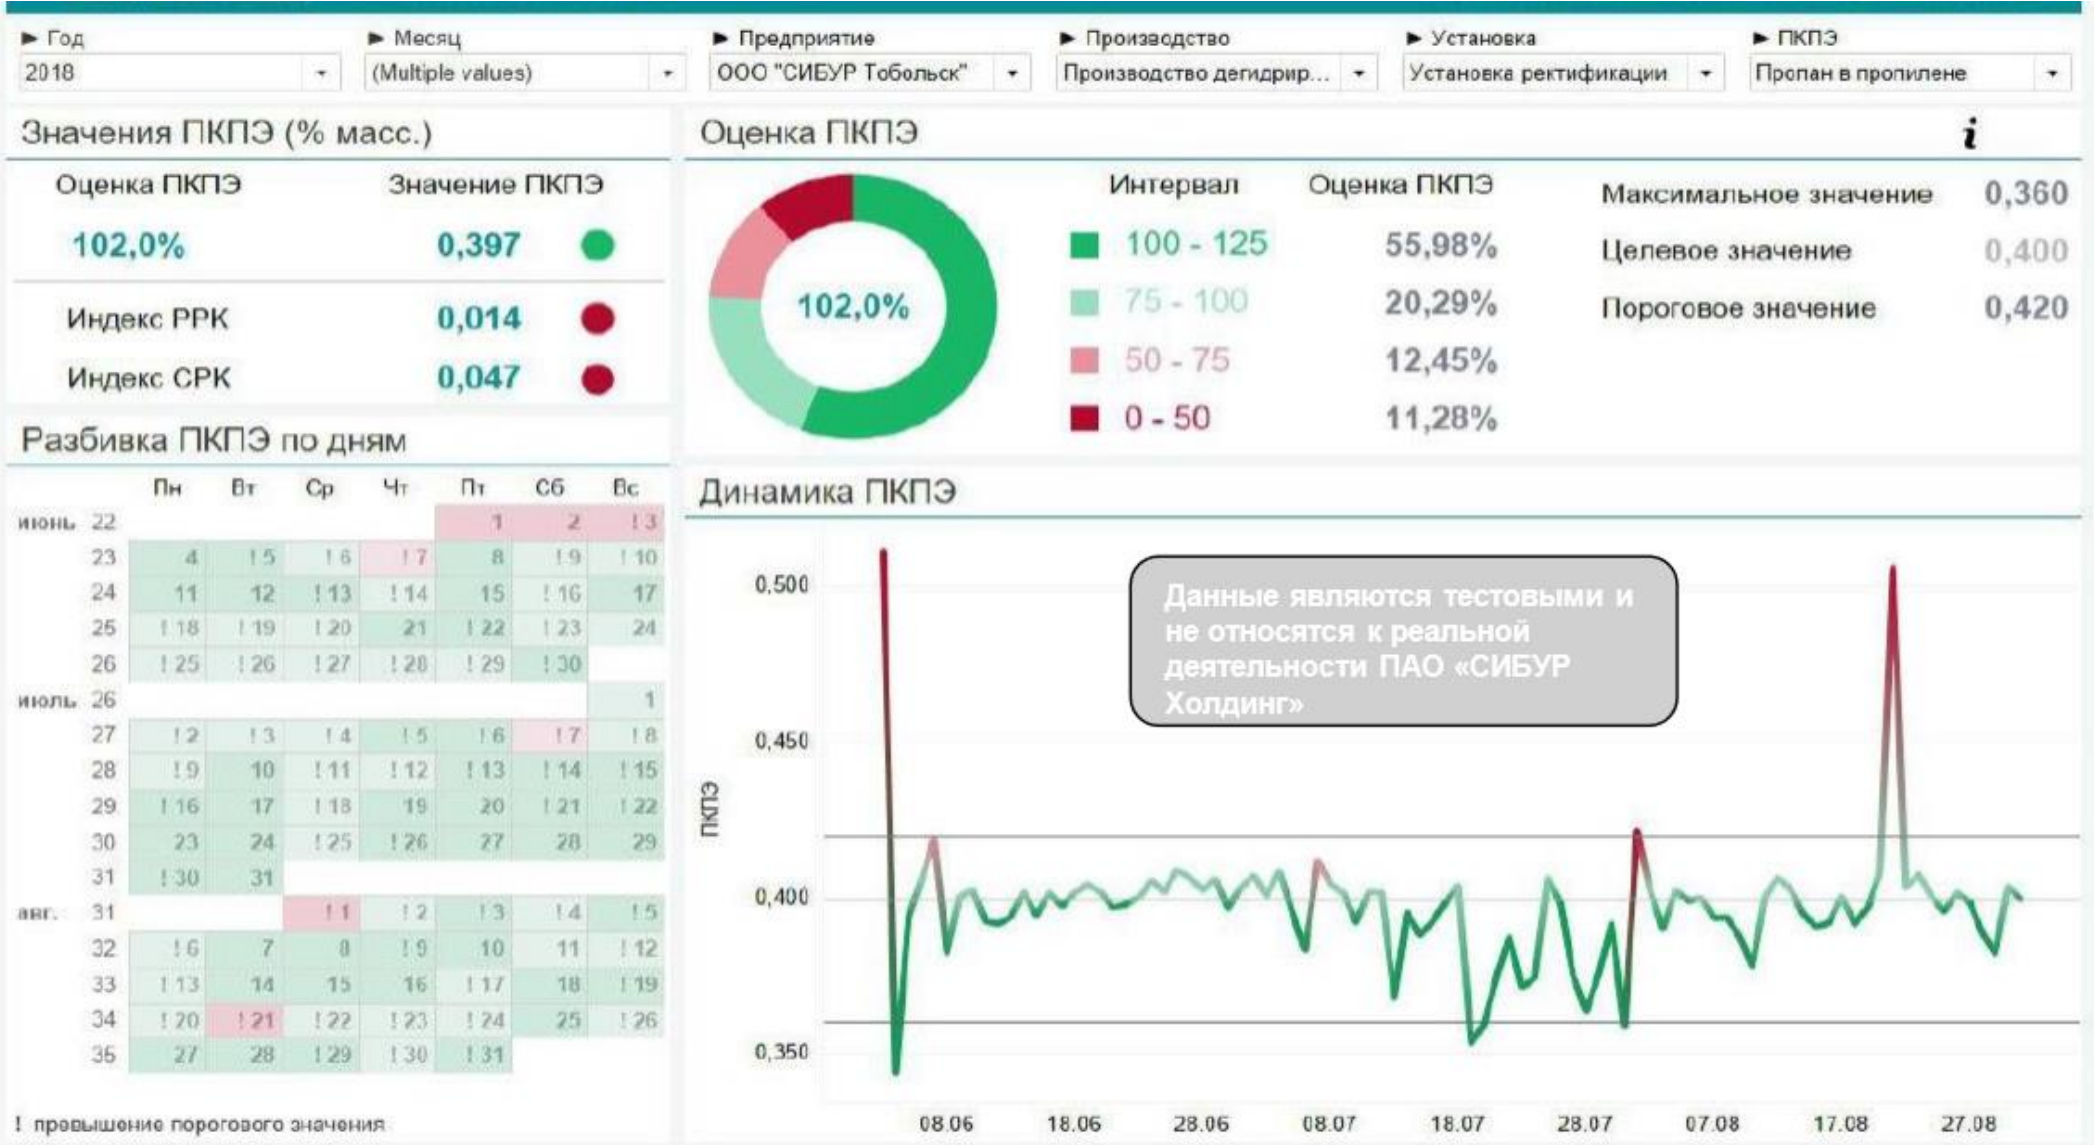 ► Год ► Месяц ► Предприятие ► Производство ► Установка ► ПКПЭ
2018 (Multiple values) ООО "СИБУР Тобольск" Производство дегидрир... Установка ректификации Пропан в пропилене
Значения ПКПЭ (% масс.)
Оценка ПКПЭ Значение ПКПЭ
102,0% 0,397
Индекс PPK 0,014
Индекс CPK 0,047
Оценка ПКПЭ
i
102,0%
Интервал Оценка ПКПЭ
100 - 125 55,98%
75 - 100 20,29%
50 - 75 12,45%
0 - 50 11,28%
Максимальное значение 0,360
Целевое значение 0,400
Пороговое значение 0,420
Разбивка ПКПЭ по дням
Пн Вт Ср Чт Пт Сб Вс
июнь 22 1 2 ! 3
23 4 ! 5 ! 6 ! 7 8 ! 9 ! 10
24 11 12 ! 13 ! 14 15 ! 16 17
25 ! 18 ! 19 ! 20 21 ! 22 ! 23 24
26 ! 25 ! 26 ! 27 ! 28 ! 29 ! 30
июль 26 1
27 ! 2 ! 3 ! 4 ! 5 ! 6 ! 7 ! 8
28 ! 9 10 ! 11 ! 12 ! 13 ! 14 ! 15
29 ! 16 17 ! 18 19 20 ! 21 ! 22
30 23 24 ! 25 ! 26 27 28 29
31 ! 30 31
авг. 31 ! 1 ! 2 ! 3 ! 4 ! 5
32 ! 6 7 8 ! 9 10 11 ! 12
33 ! 13 14 15 16 ! 17 18 ! 19
34 ! 20 ! 21 ! 22 ! 23 ! 24 25 ! 26
35 27 28 ! 29 ! 30 ! 31
! превышение порогового значения
Динамика ПКПЭ
Данные являются тестовыми и
не относятся к реальной
деятельности ПАО «СИБУР
Холдинг»
ПКПЭ
0,500
0,450
0,400
0,350
08.06 18.06 28.06 08.07 18.07 28.07 07.08 17.08 27.08